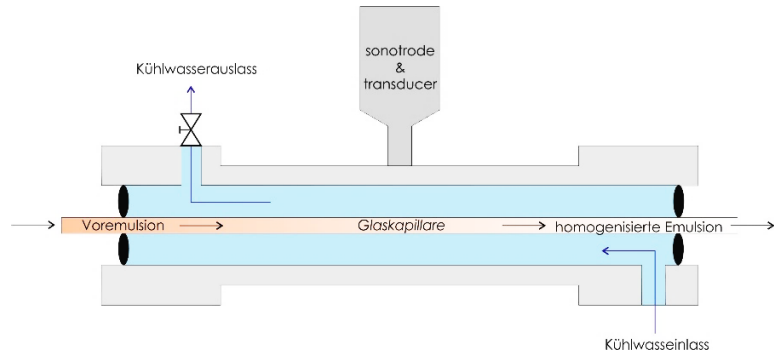 sonotrode
&
transducer
Kühlwasserauslass
Voremulsion
Glaskapillare
homogenisierte Emulsion
Kühlwasseinlass